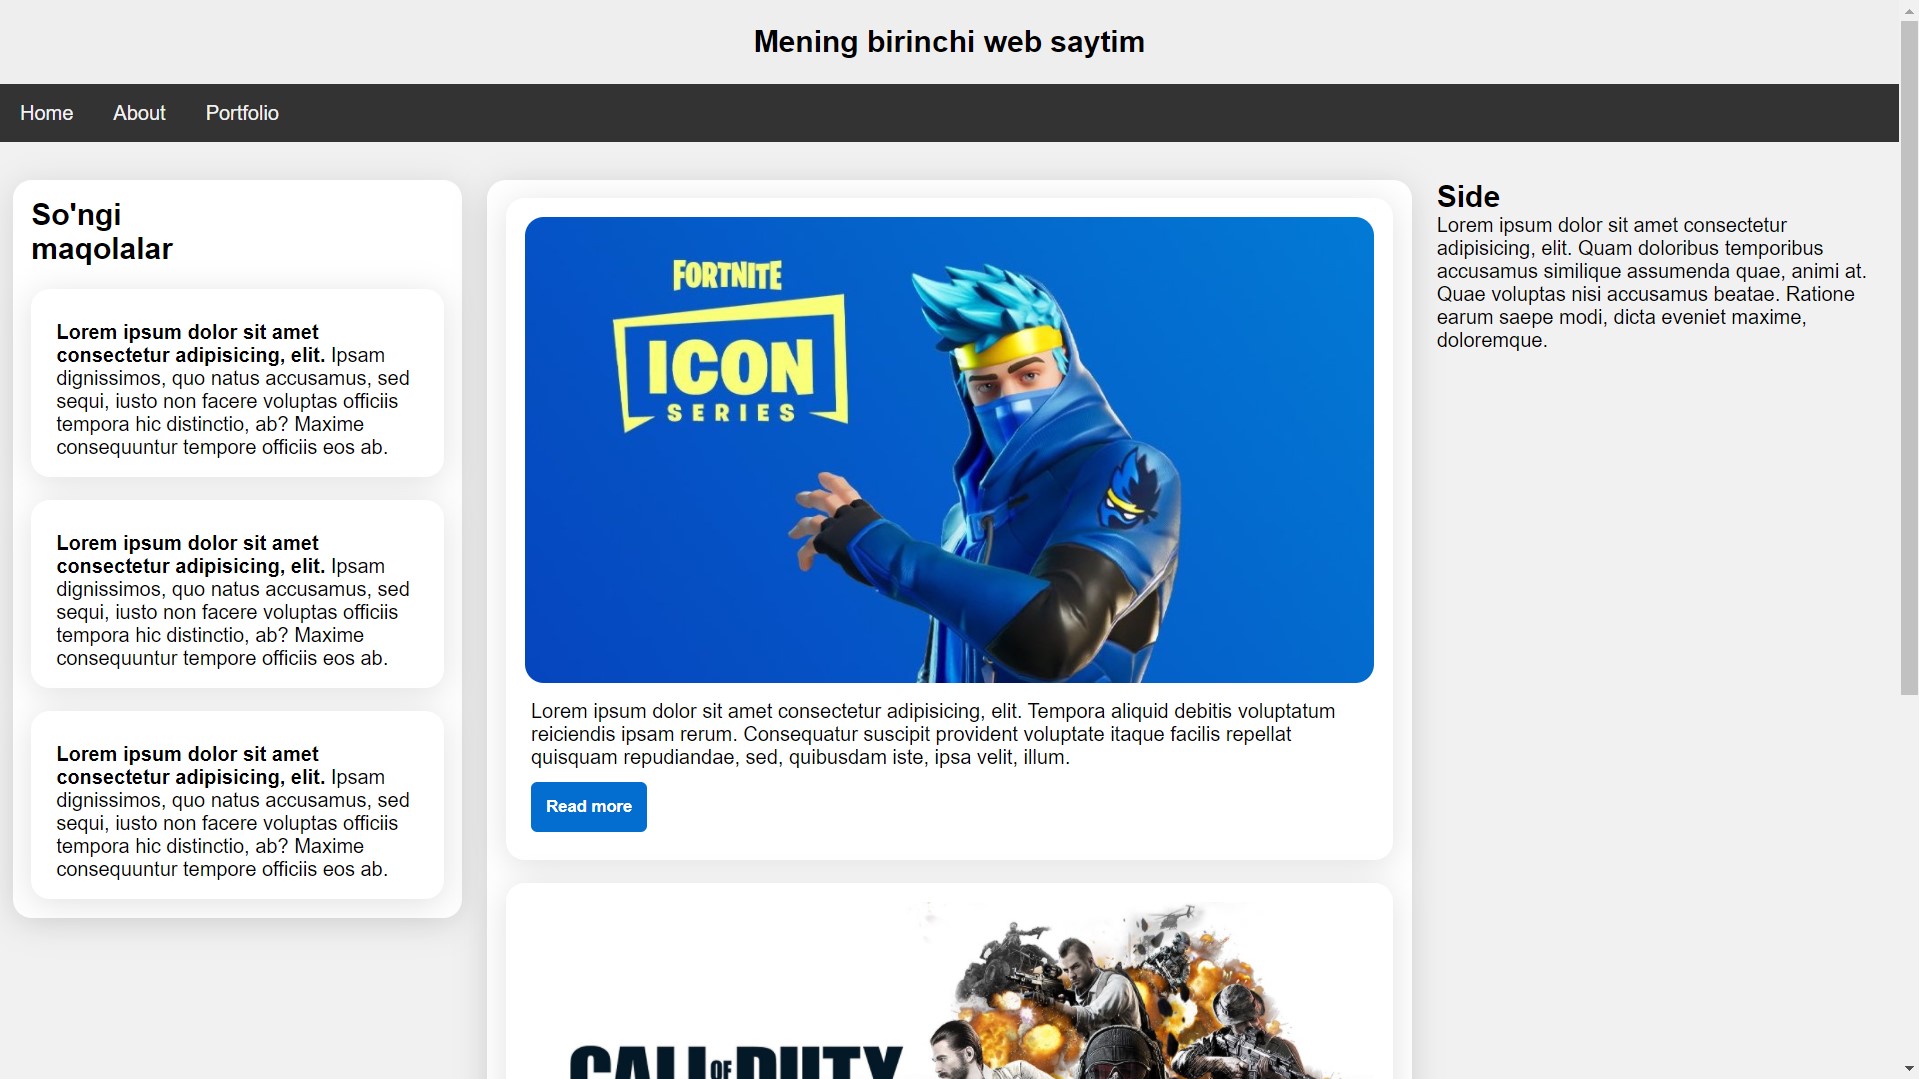 Mening birinchi web saytim
Home About Portfolio
So'ngi
maqolalar
Lorem ipsum dolor sit amet
consectetur adipisicing, elit. Ipsam
dignissimos, quo natus accusamus, sed
sequi, iusto non facere voluptas officiis
tempora hic distinctio, ab? Maxime
consequuntur tempore officiis eos ab.
Lorem ipsum dolor sit amet
consectetur adipisicing, elit. Ipsam
dignissimos, quo natus accusamus, sed
sequi, iusto non facere voluptas officiis
tempora hic distinctio, ab? Maxime
consequuntur tempore officiis eos ab.
Lorem ipsum dolor sit amet
consectetur adipisicing, elit. Ipsam
dignissimos, quo natus accusamus, sed
sequi, iusto non facere voluptas officiis
tempora hic distinctio, ab? Maxime
consequuntur tempore officiis eos ab.
FORTNITE
ICON
SERIES
Lorem ipsum dolor sit amet consectetur adipisicing, elit. Tempora aliquid debitis voluptatum
reiciendis ipsam rerum. Consequatur suscipit provident voluptate itaque facilis repellat
quisquam repudiandae, sed, quibusdam iste, ipsa velit, illum.
Read more
CALL OF DUTY
Side
Lorem ipsum dolor sit amet consectetur
adipisicing, elit. Quam doloribus temporibus
accusamus similique assumenda quae, animi at.
Quae voluptas nisi accusamus beatae. Ratione
earum saepe modi, dicta eveniet maxime,
doloremque.